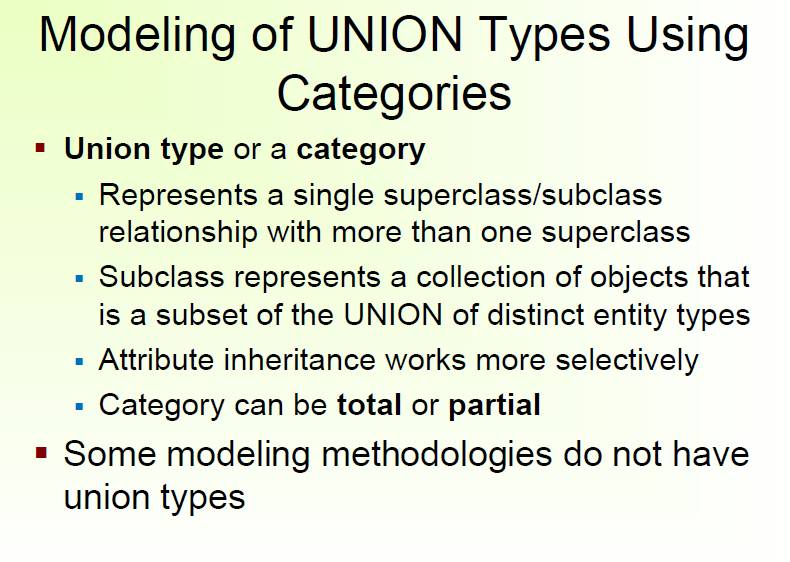 Modeling of UNION Types Using
Categories
▪ Union type or a category
▪ Represents a single superclass/subclass
relationship with more than one superclass
▪ Subclass represents a collection of objects that
is a subset of the UNION of distinct entity types
▪ Attribute inheritance works more selectively
▪ Category can be total or partial
▪ Some modeling methodologies do not have
union types